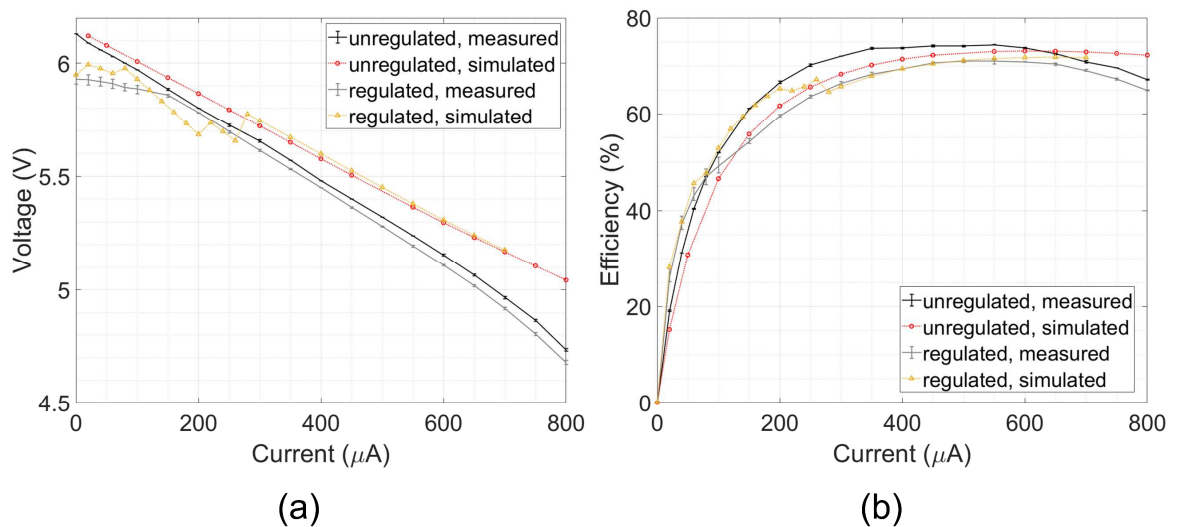 unregulated, measured
unregulated, simulated
regulated, measured
regulated, simulated
6
5.5
5
4.5
0 200 400 600 800
Voltage (V)
Current (μA)
(a)
80
60
40
20
0
0 200 400 600 800
Efficiency (%)
unregulated, measured
unregulated, simulated
regulated, measured
regulated, simulated
Current (μA)
(b)